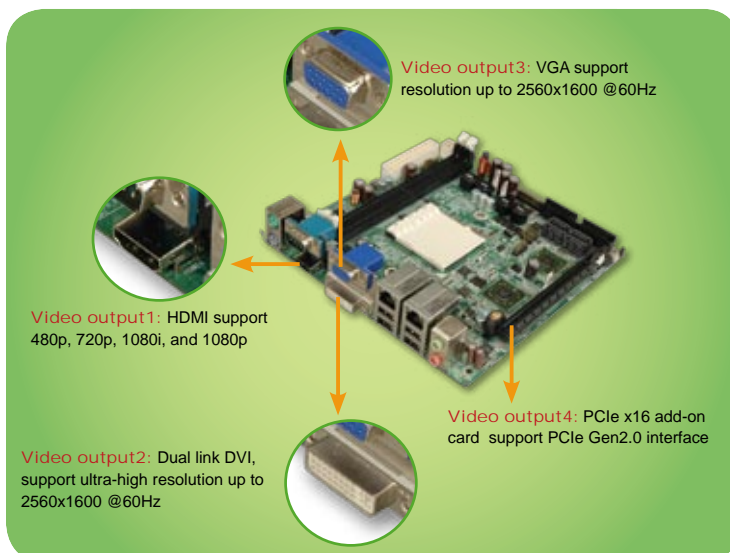 Video output3: VGA support
resolution up to 2560x1600 @60Hz
Video output1: HDMI support
480p, 720p, 1080i, and 1080p
Video output4: PCIe x16 add-on
card support PCIe Gen2.0 interface
Video output2: Dual link DVI,
support ultra-high resolution up to
2560x1600 @60Hz